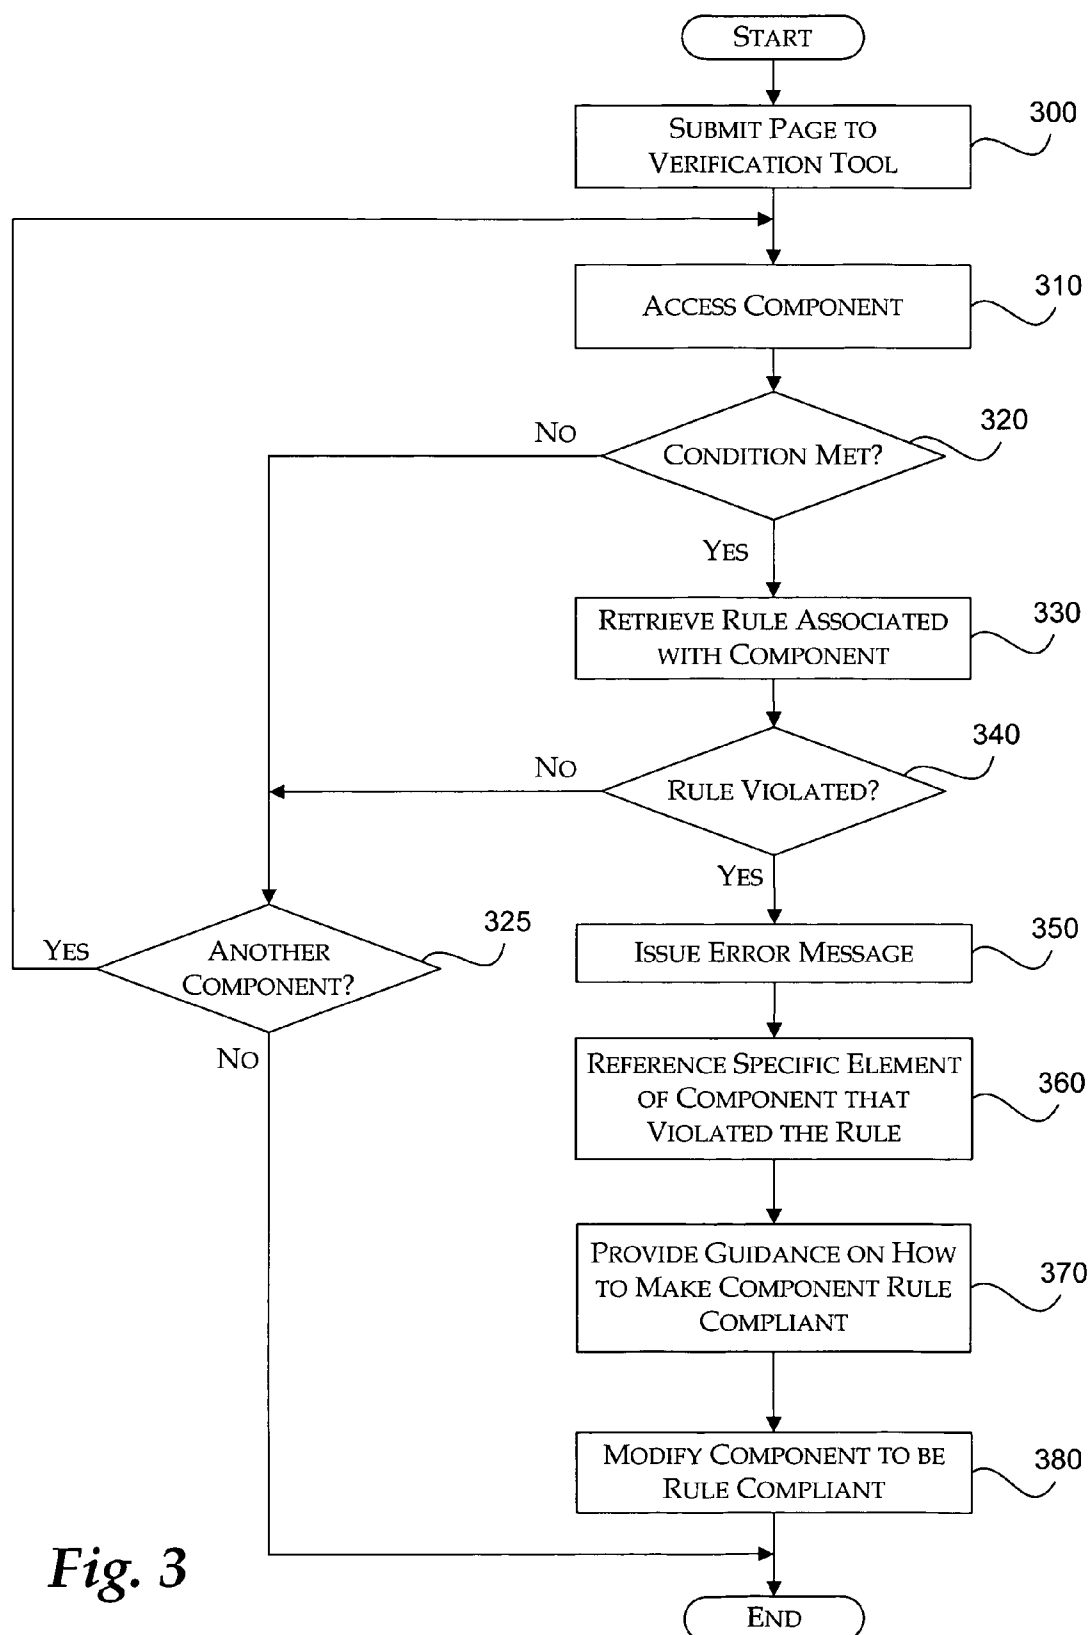 START
SUBMIT PAGE TO
VERIFICATION TOOL
300
ACCESS COMPONENT
310
CONDITION MET?
320
NO
YES
RETRIEVE RULE ASSOCIATED
WITH COMPONENT
330
RULE VIOLATED?
340
NO
YES
ANOTHER
COMPONENT?
325
YES
NO
ISSUE ERROR MESSAGE
350
REFERENCE SPECIFIC ELEMENT
OF COMPONENT THAT
VIOLATED THE RULE
360
PROVIDE GUIDANCE ON HOW
TO MAKE COMPONENT RULE
COMPLIANT
370
MODIFY COMPONENT TO BE
RULE COMPLIANT
380
Fig. 3
END